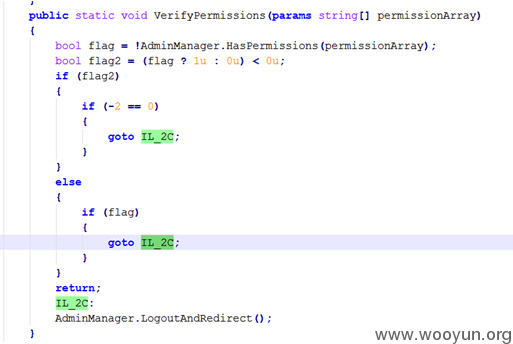 }
public static void VerifyPermissions(params string[] permissionArray)
{
    bool flag = !AdminManager.HasPermissions(permissionArray);
    bool flag2 = (flag ? 1u : 0u) < 0u;
    if (flag2)
    {
        if (-2 == 0)
        {
            goto IL_2C;
        }
    }
    else
    {
        if (flag)
        {
            goto IL_2C;
        }
    }
    return;
    IL_2C:
    AdminManager.LogoutAndRedirect();
}
www.wooyun.org